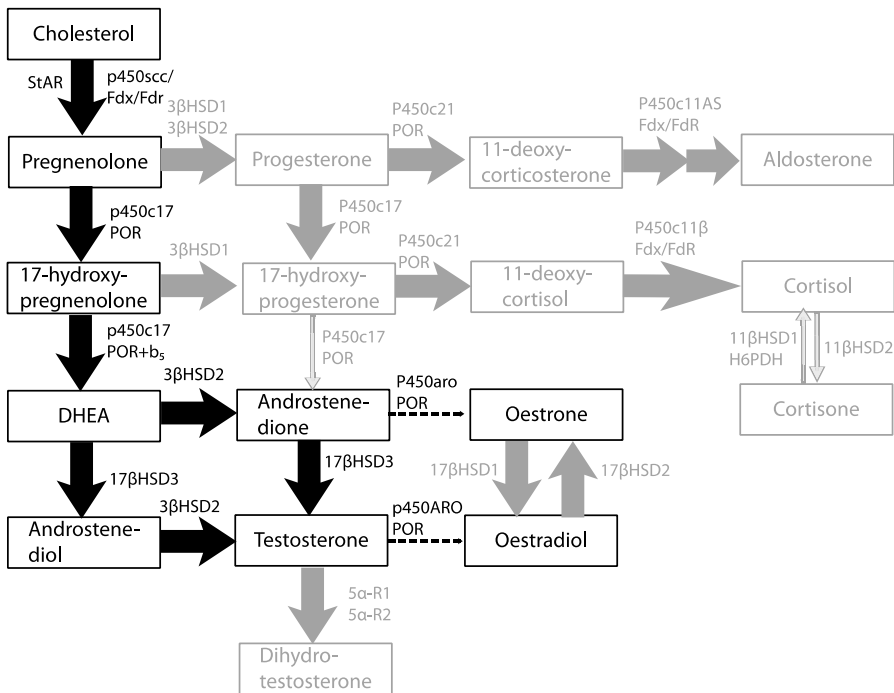 Cholesterol
StAR
p450scc/
Fdx/Fdr
3βHSD1
3βHSD2
P450c21
POR
P450c11AS
Fdx/FdR
Pregnenolone
Progesterone
11-deoxy-
corticosterone
Aldosterone
p450c17
POR
P450c17
POR
3βHSD1
P450c21
POR
P450c11β
Fdx/FdR
17-hydroxy-
pregnenolone
17-hydroxy-
progesterone
11-deoxy-
cortisol
Cortisol
p450c17
POR+b₅
P450c17
POR
11βHSD1
H6PDH
11βHSD2
3βHSD2
P450aro
POR
DHEA
Androstene-
dione
Oestrone
Cortisone
17βHSD3
17βHSD3
17βHSD1
17βHSD2
3βHSD2
p450ARO
POR
Androstene-
diol
Testosterone
Oestradiol
5α-R1
5α-R2
Dihydro-
testosterone